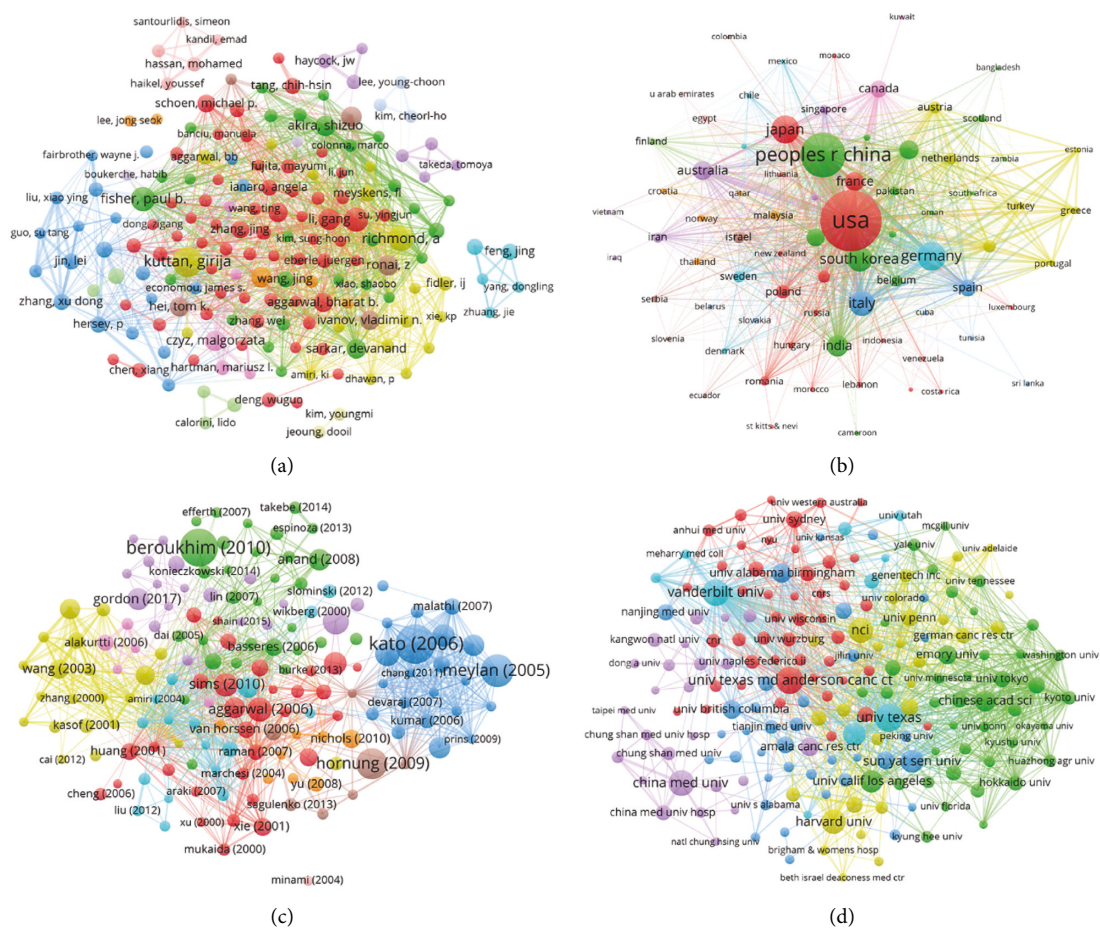 santourlidis, simeon
kandil, emad
hassan, mohamed
haikel, youssef
haycock, jw
tang, chih-hsin
lee, young-choon
schoen, michael p.
lee, jong seok
banciu, manuela
akira, shizuo
kim, cheorl-ho
colonna, marco
fairbrother, wayne j.
aggarwal, bb
fujita, mayumi
takeda, tomoya
boukerche, habib
li, jun
liu, xiao ying
fisher, paul b.
ianaro, angela
meyskens, fl
wang, ting
li, gang
su, yingjun
guo, su tang
dong, zigang
zhang, jing
kim, sung-hoon
richmond, a
jin, lei
kuttan, girija
eberle, juergen
ronai, z
feng, jing
economou, james s.
wang, jing
xiao, shaobo
fidler, ij
yang, dongling
zhang, xu dong
hei, tom k.
aggarwal, bharat b.
xie, kp
zhuang, jie
hersey, p
zhang, wei
ivanov, vladimir n.
czyz, malgorzata
sarkar, devanand
chen, xiang
hartman, mariusz l.
amiri, ki
dhawan, p
deng, wuguo
kim, youngmi
calorini, lido
jeoung, dooil
(a)
kuwait
colombia
monaco
mexico
bangladesh
u arab emirates
chile
singapore
canada
egypt
austria
scotland
finland
japan
peoples r china
netherlands
zambia
estonia
australia
lithuania
france
croatia
qatar
pakistan
south africa
turkey
vietnam
norway
malaysia
usa
oman
greece
iran
israel
iraq
thailand
new zealand
south korea
germany
portugal
sweden
belgium
serbia
poland
spain
belarus
russia
italy
cuba
luxembourg
slovakia
slovenia
hungary
india
indonesia
tunisia
denmark
venezuela
romania
morocco
lebanon
sri lanka
ecuador
costa rica
st kitts & nevi
cameroon
(b)
efferth (2007)
takebe (2014)
espinoza (2013)
beroukhim (2010)
anand (2008)
konieczkowski (2014)
gordon (2017)
lin (2007)
slominski (2012)
malathi (2007)
shain (2015)
wikberg (2000)
alakurtti (2006)
dai (2005)
basseres (2006)
kato (2006)
wang (2003)
burke (2013)
chang (2011)
meylan (2005)
zhang (2000)
amiri (2004)
sims (2010)
devaraj (2007)
kasof (2001)
aggarwal (2006)
kumar (2006)
van horssen (2006)
nichols (2010)
prins (2009)
cai (2012)
huang (2001)
raman (2007)
hornung (2009)
marchesi (2004)
yu (2008)
cheng (2006)
araki (2007)
sagulenko (2013)
liu (2012)
xu (2000)
xie (2001)
mukaida (2000)
minami (2004)
(c)
univ western australia
univ utah
anhui med univ
univ sydney
mcgill univ
nyu
univ kansas
yale univ
meharry med coll
univ adelaide
univ alabama birmingham
genentech inc
univ tennessee
vanderbilt univ
cnrs
univ colorado
nanjing med univ
univ wisconsin
univ penn
nci
german canc res ctr
kangwon natl univ
cnr
univ wurzburg
jilin univ
washington univ
dong a univ
univ naples federico ii
emory univ
univ texas md anderson canc ct
univ minnesota
univ tokyo
chinese acad sci
kyoto univ
taipei med univ
univ british columbia
univ texas
univ bonn
okayama univ
chung shan med univ hosp
tianjin med univ
peking univ
kyushu univ
chung shan med univ
amala canc res ctr
sun yat sen univ
huazhong agr univ
china med univ
univ calif los angeles
hokkaido univ
china med univ hosp
univ s alabama
univ florida
harvard univ
kyung hee univ
natl chung hsing univ
brigham & womens hosp
beth israel deaconess med ctr
(d)